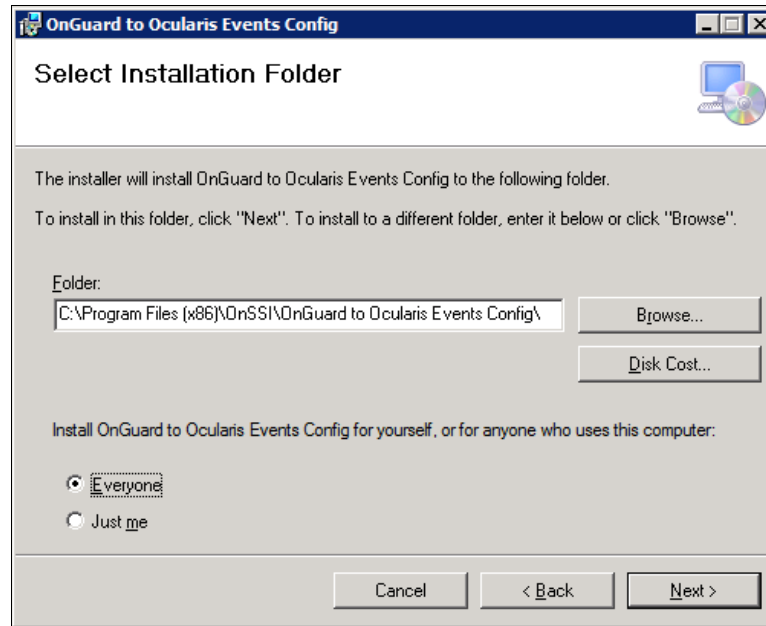 OnGuard to Ocularis Events Config
Select Installation Folder
The installer will install OnGuard to Ocularis Events Config to the following folder.
To install in this folder, click "Next". To install to a different folder, enter it below or click "Browse".
Folder:
C:\Program Files (x86)\OnSSI\OnGuard to Ocularis Events Config\
Browse...
Disk Cost...
Install OnGuard to Ocularis Events Config for yourself, or for anyone who uses this computer:
Everyone
Just me
Cancel
< Back
Next >